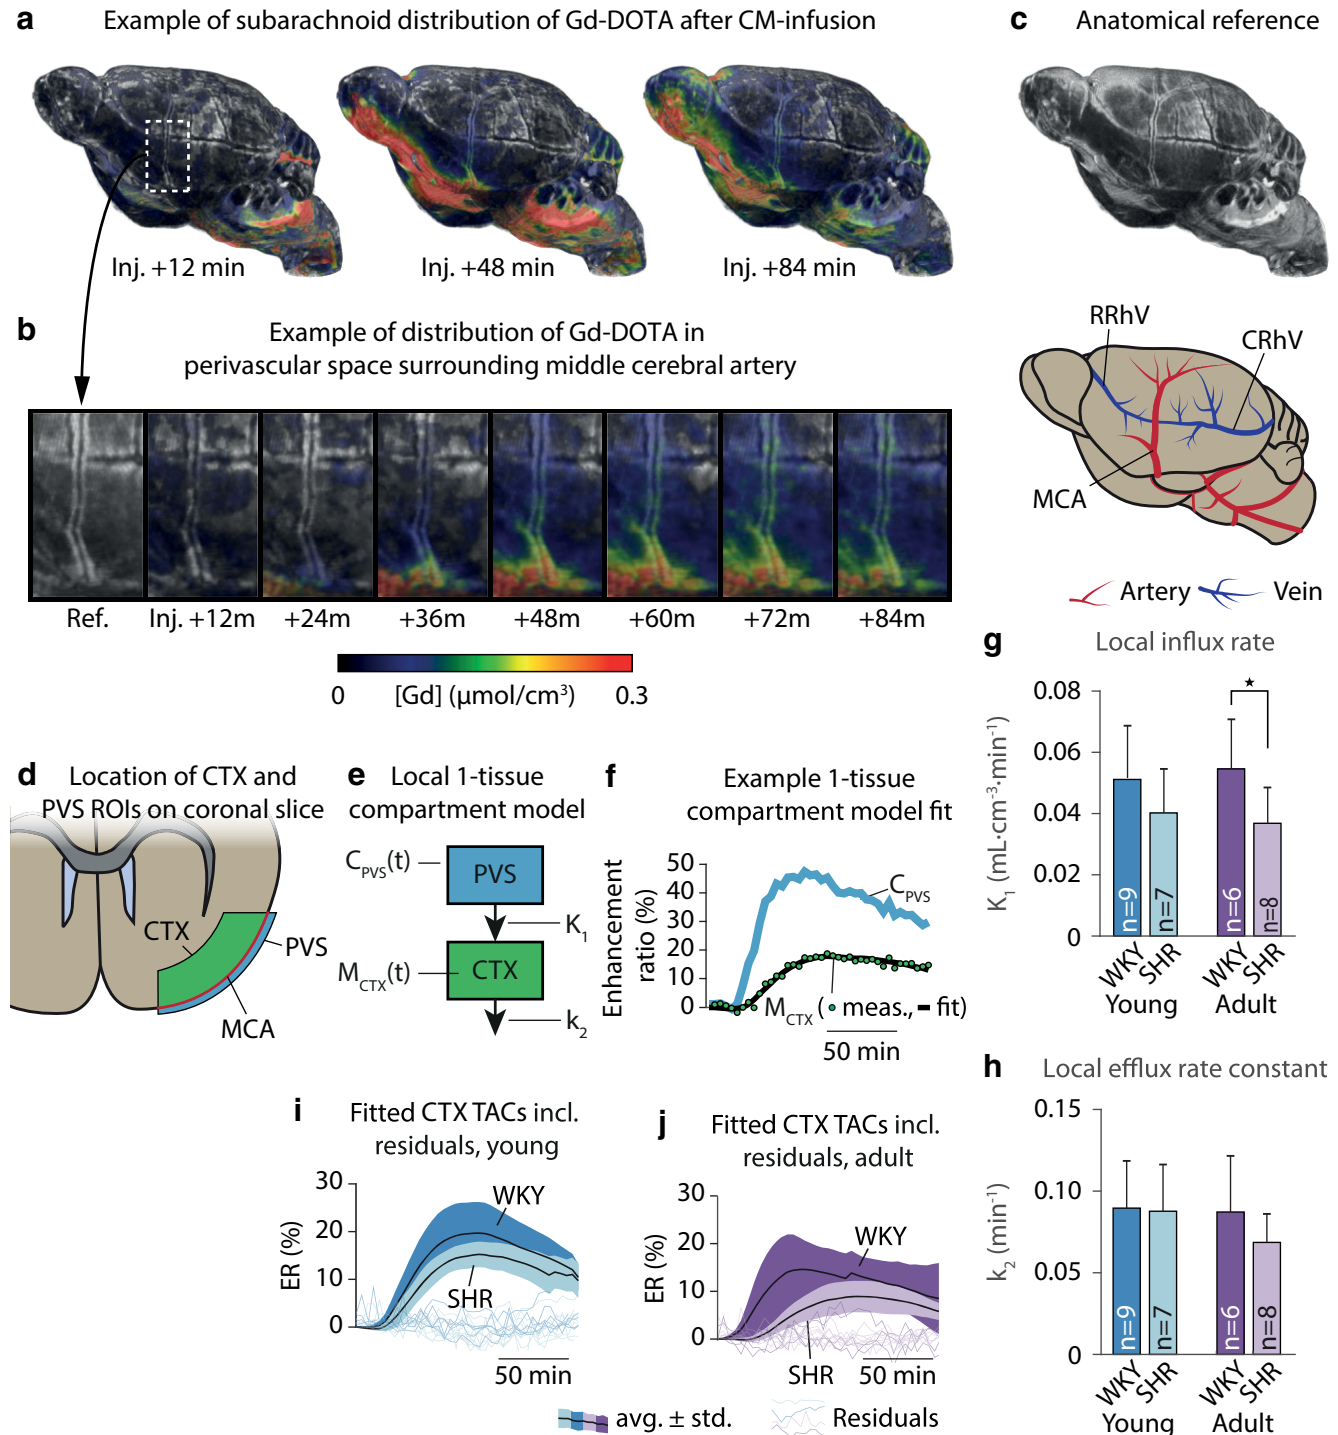 a Example of subarachnoid distribution of Gd-DOTA after CM-infusion
Inj. +12 min
Inj. +48 min
Inj. +84 min
b Example of distribution of Gd-DOTA in
perivascular space surrounding middle cerebral artery
Ref.
Inj. +12m
+24m
+36m
+48m
+60m
+72m
+84m
0 [Gd] (μmol/cm³) 0.3
c Anatomical reference
RRhV
CRhV
MCA
Artery
Vein
d Location of CTX and
PVS ROIs on coronal slice
CTX
PVS
MCA
e Local 1-tissue
compartment model
C_PVS(t)
PVS
K₁
M_CTX(t)
CTX
k₂
f Example 1-tissue
compartment model fit
Enhancement
ratio (%)
50
40
30
20
10
0
C_PVS
M_CTX (• meas., – fit)
50 min
g Local influx rate
K₁ (mL·cm⁻³·min⁻¹)
0.08
0.06
0.04
0.02
0
★
n=9
n=7
n=6
n=8
WKY
SHR
WKY
SHR
Young
Adult
h Local efflux rate constant
k₂ (min⁻¹)
0.15
0.10
0.05
0
n=9
n=7
n=6
n=8
WKY
SHR
WKY
SHR
Young
Adult
i Fitted CTX TACs incl.
residuals, young
ER (%)
30
20
10
0
WKY
SHR
50 min
j Fitted CTX TACs incl.
residuals, adult
ER (%)
30
20
10
0
WKY
SHR
50 min
avg. ± std.
Residuals